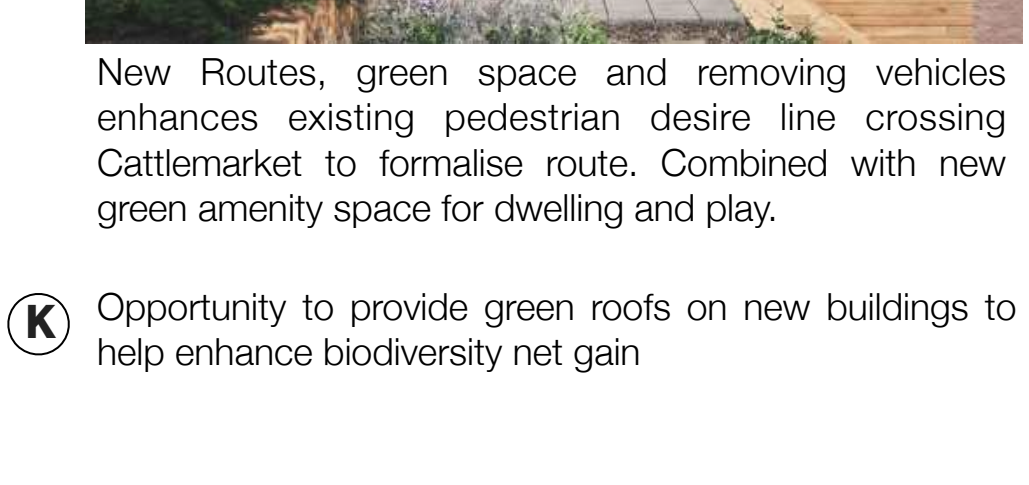 New Routes, green space and removing vehicles
enhances existing pedestrian desire line crossing
Cattlemarket to formalise route. Combined with new
green amenity space for dwelling and play.
K Opportunity to provide green roofs on new buildings to
help enhance biodiversity net gain